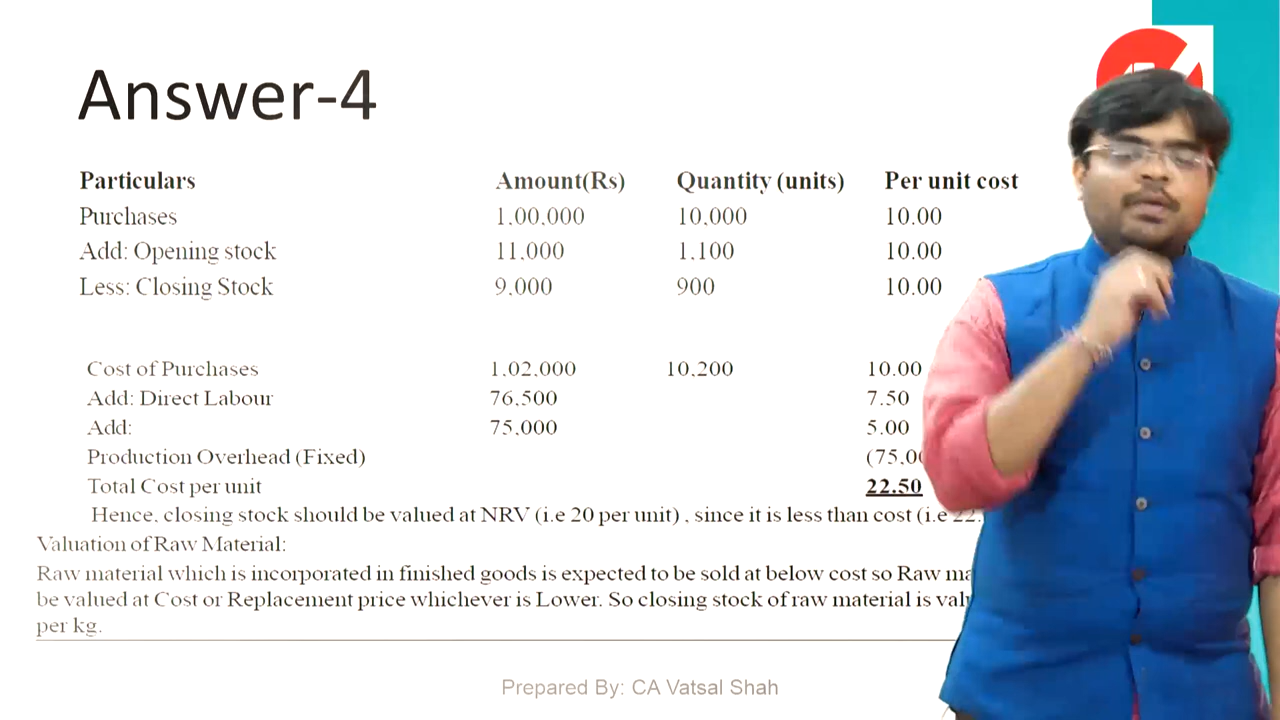 Answer-4
Particulars Amount(Rs) Quantity (units) Per unit cost
Purchases 1,00,000 10,000 10.00
Add: Opening stock 11,000 1,100 10.00
Less: Closing Stock 9,000 900 10.00
Cost of Purchases 1,02,000 10,200 10.00
Add: Direct Labour 76,500 7.50
Add: 75,000 5.00
Production Overhead (Fixed) (75,00
Total Cost per unit 22.50
Hence, closing stock should be valued at NRV (i.e 20 per unit) , since it is less than cost (i.e 22.
Valuation of Raw Material:
Raw material which is incorporated in finished goods is expected to be sold at below cost so Raw
be valued at Cost or Replacement price whichever is Lower. So closing stock of raw material is
per kg.
Prepared By: CA Vatsal Shah